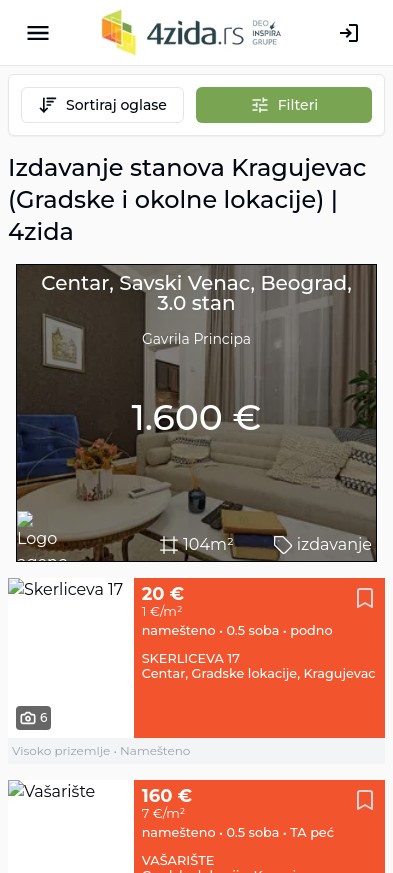 4zida.rs
DEO
INSPIRA
GRUPE
Sortiraj oglase
Filteri
Izdavanje stanova Kragujevac
(Gradske i okolne lokacije) |
4zida
Centar, Savski Venac, Beograd,
3.0 stan
Gavrila Principa
1.600 €
Logo
104m²
izdavanje
Skerliceva 17
6
20 €
1 €/m²
namešteno • 0.5 soba • podno
SKERLICEVA 17
Centar, Gradske lokacije, Kragujevac
Visoko prizemlje • Namešteno
Vašarište
160 €
7 €/m²
namešteno • 0.5 soba • TA peć
VAŠARIŠTE